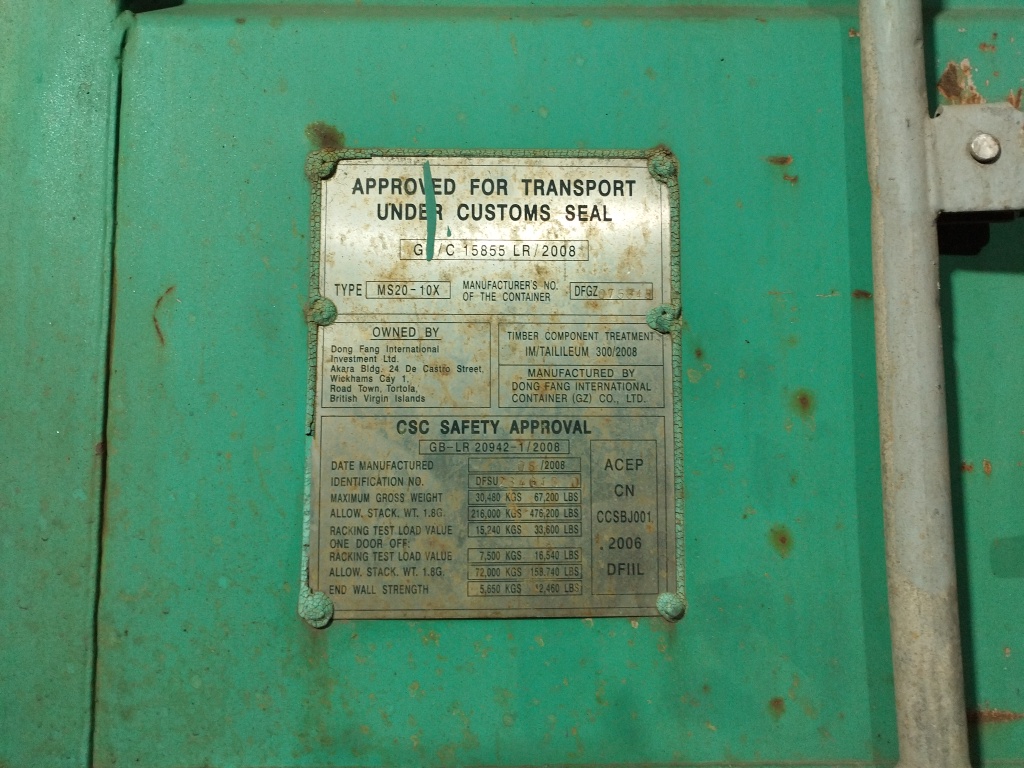 APPROVED FOR TRANSPORT
UNDER CUSTOMS SEAL
/C 15855 LR/2008
TYPE MS20-10X MANUFACTURER'S NO. OF THE CONTAINER DFGZ
OWNED BY
Dong Fang International
Investment Ltd.
Akara Bldg. 24 De Castro Street,
Wickhams Cay 1,
Road Town, Tortola,
British Virgin Islands
TIMBER COMPONENT TREATMENT
IM/TAILILEUM 300/2008
MANUFACTURED BY
DONG FANG INTERNATIONAL
CONTAINER (GZ) CO., LTD.
CSC SAFETY APPROVAL
GB-LR 20942-1/2008
DATE MANUFACTURED /2008
IDENTIFICATION NO. DFSU
MAXIMUM GROSS WEIGHT 30,480 KGS 67,200 LBS
ALLOW. STACK. WT. 1.8G 216,000 KGS 476,200 LBS
RACKING TEST LOAD VALUE 15,240 KGS 33,600 LBS
ONE DOOR OFF:
RACKING TEST LOAD VALUE 7,500 KGS 16,540 LBS
ALLOW. STACK. WT. 1.8G 72,000 KGS 158,740 LBS
END WALL STRENGTH 5,650 KGS 12,460 LBS
ACEP
CN
CCSBJ001
2006
DFIIL